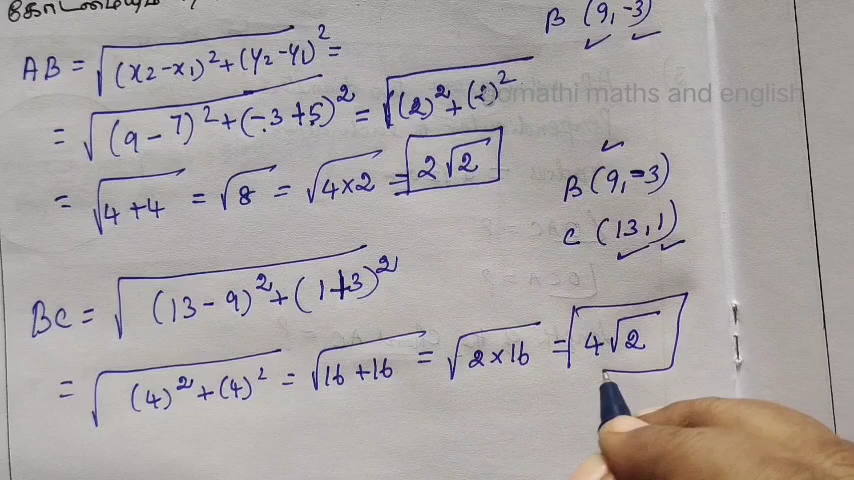 B (9, -3)
AB = √(x2-x1)²+(y2-y1)² =
= √(9-7)²+(-3+5)² = √(2)²+(2)²
omathi maths and english
= √4+4 = √8 = √4×2 = 2√2
B (9, -3)
C (13, 1)
BC = √(13-9)²+(1+3)²
= √(4)²+(4)² = √16+16 = √2×16 = 4√2